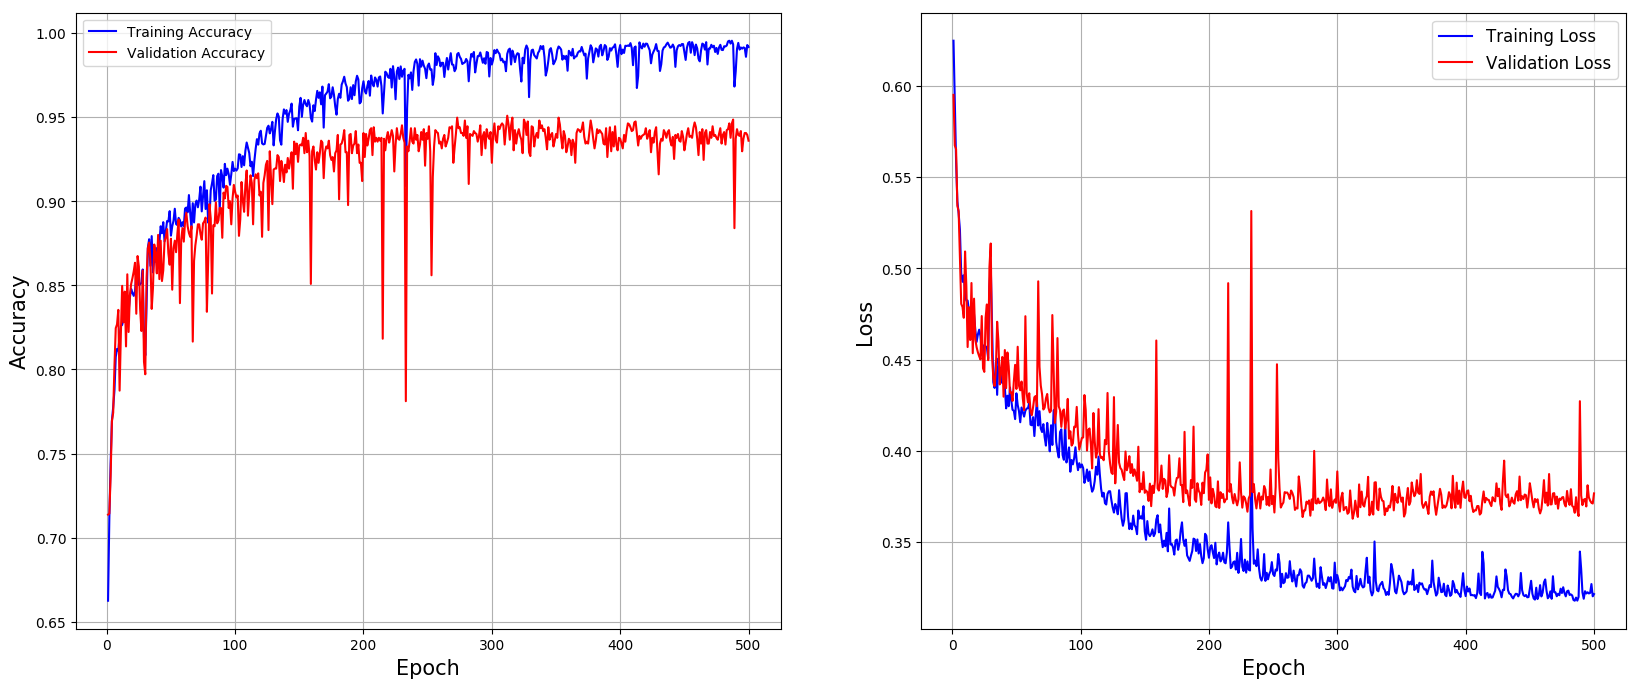 Training Accuracy
Validation Accuracy
1.00
0.95
0.90
0.85
0.80
0.75
0.70
0.65
Accuracy
0 100 200 300 400 500
Epoch
Training Loss
Validation Loss
0.60
0.55
0.50
0.45
0.40
0.35
Loss
0 100 200 300 400 500
Epoch